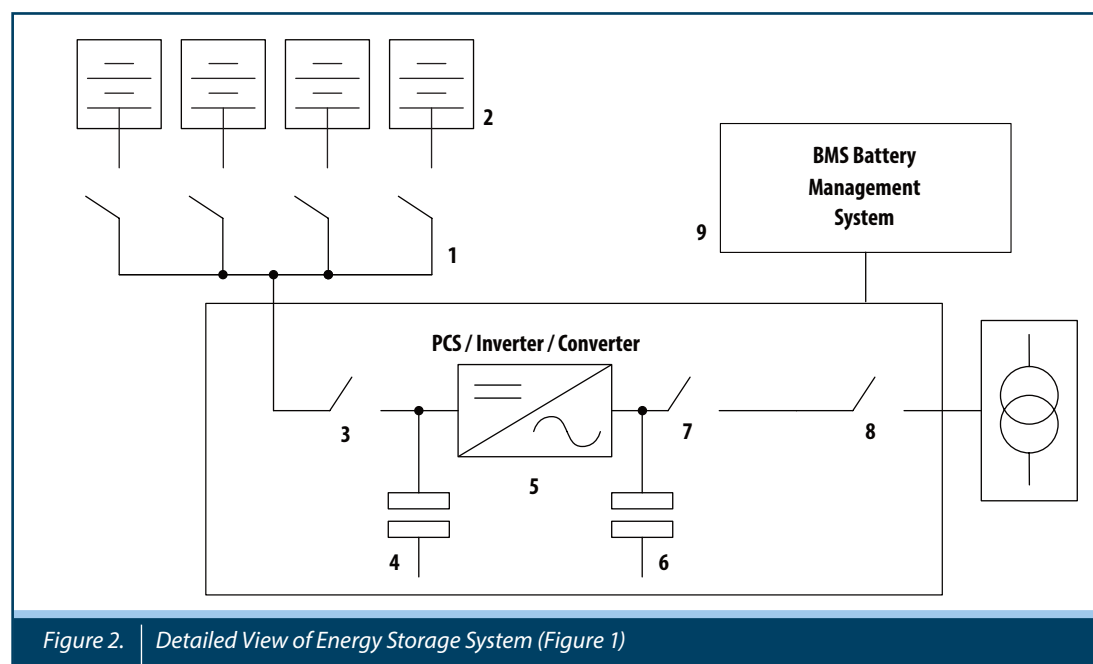 2
BMS Battery
Management
System
9
1
PCS / Inverter / Converter
3
7
8
5
4
6
Figure 2. Detailed View of Energy Storage System (Figure 1)